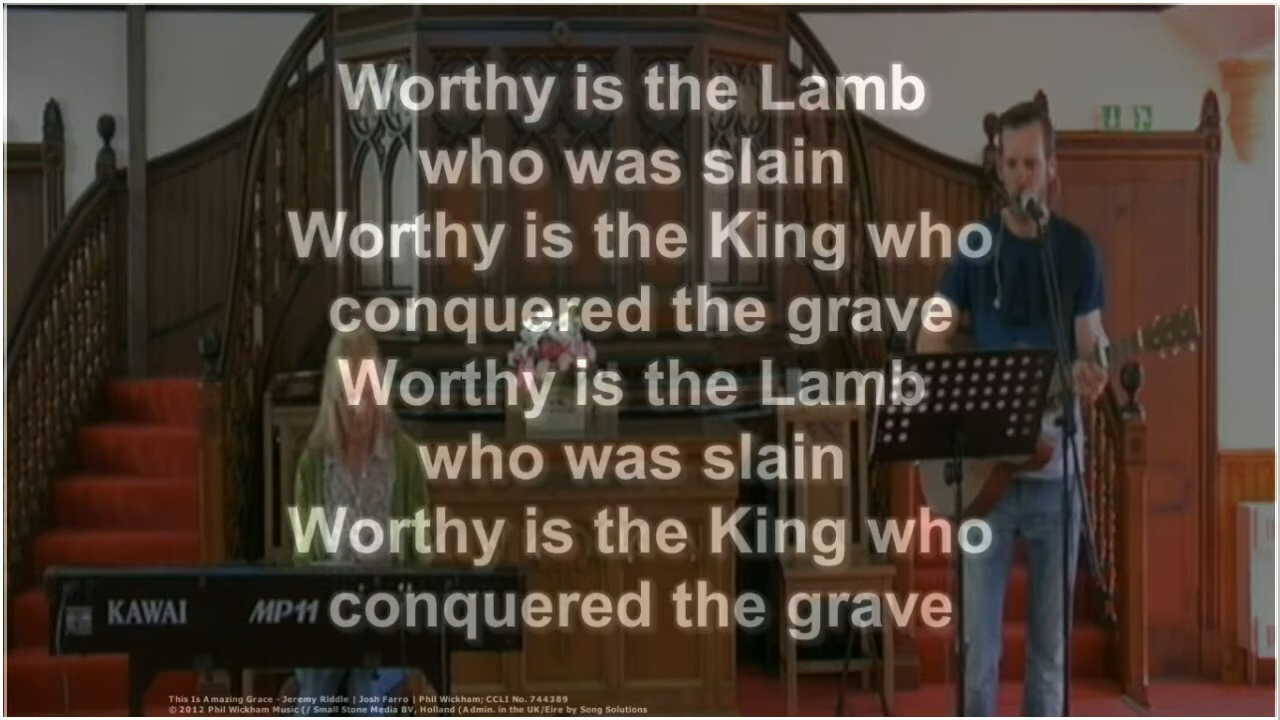 Worthy is the Lamb
who was slain
Worthy is the King who
conquered the grave
Worthy is the Lamb
who was slain
Worthy is the King who
conquered the grave
KAWAI MP11
This Is Amazing Grace - Jeremy Riddle | Josh Farro | Phil Wickham; CCLI No. 744389
© 2012 Phil Wickham Music (/ Small Stone Media BV, Holland (Admin. in the UK/Eire by Song Solutions